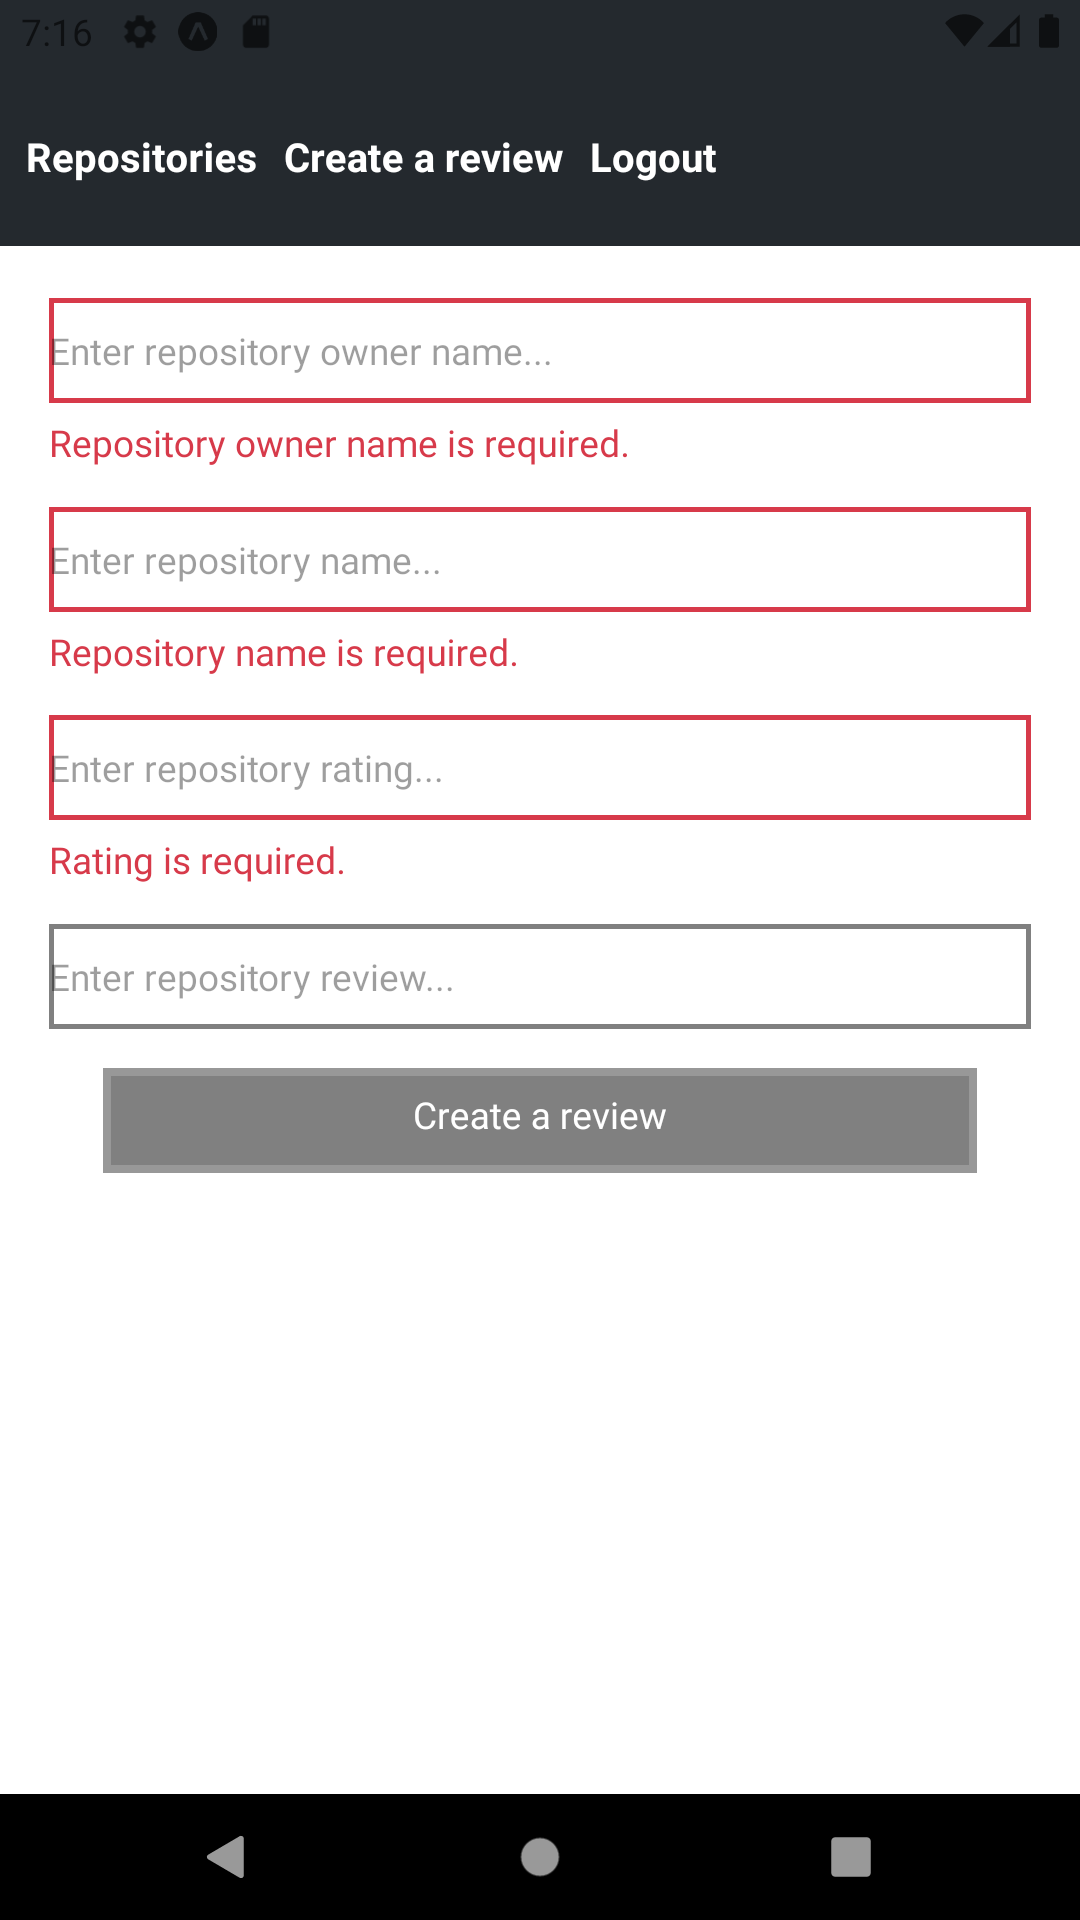 7:16
Repositories Create a review Logout
Enter repository owner name...
Repository owner name is required.
Enter repository name...
Repository name is required.
Enter repository rating...
Rating is required.
Enter repository review...
Create a review